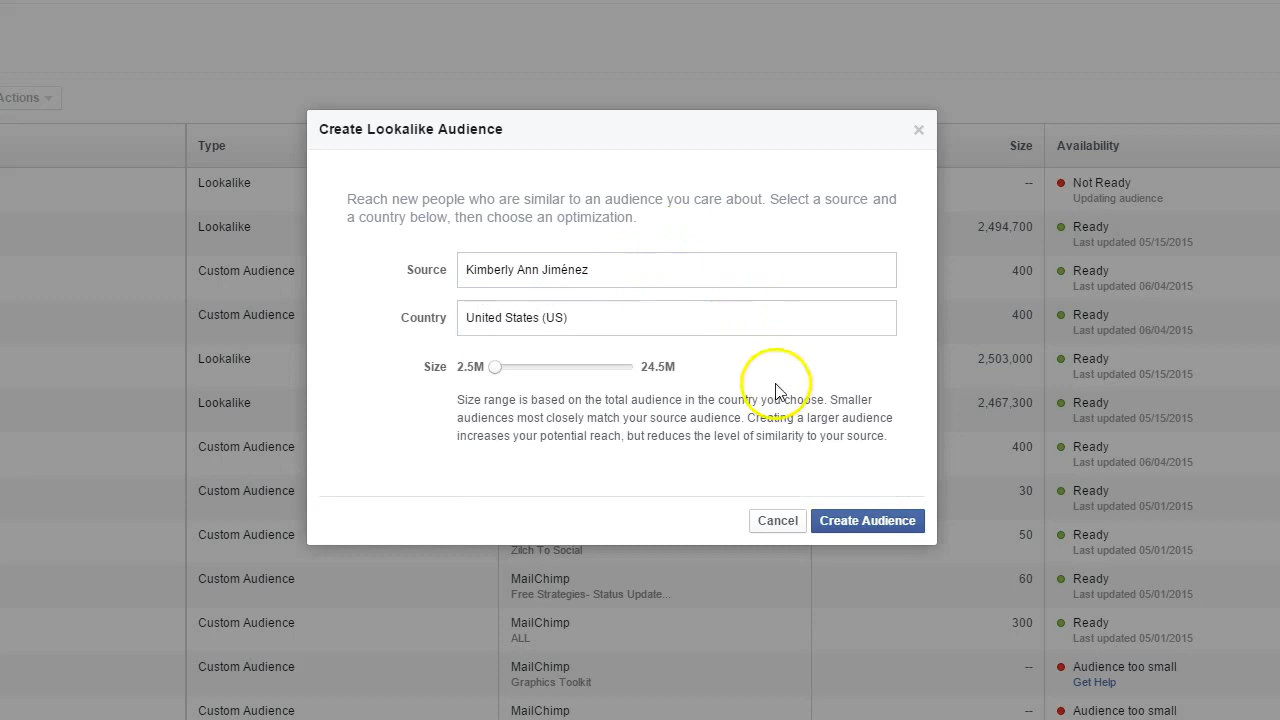 Actions
Create Lookalike Audience
Type
Size
Availability
Reach new people who are similar to an audience you care about. Select a source and
a country below, then choose an optimization.
Source
Kimberly Ann Jiménez
Country
United States (US)
Size
2.5M
24.5M
Size range is based on the total audience in the country you choose. Smaller
audiences most closely match your source audience. Creating a larger audience
increases your potential reach, but reduces the level of similarity to your source.
Cancel
Create Audience
Lookalike
--
Not Ready
Updating audience
Lookalike
2,494,700
Ready
Last updated 05/15/2015
Custom Audience
400
Ready
Last updated 06/04/2015
Custom Audience
400
Ready
Last updated 06/04/2015
Lookalike
2,503,000
Ready
Last updated 05/15/2015
Lookalike
2,467,300
Ready
Last updated 05/15/2015
Custom Audience
400
Ready
Last updated 06/04/2015
Custom Audience
30
Ready
Last updated 05/01/2015
Custom Audience
Zilch To Social
50
Ready
Last updated 05/01/2015
Custom Audience
MailChimp
Free Strategies- Status Update...
60
Ready
Last updated 05/01/2015
Custom Audience
MailChimp
ALL
300
Ready
Last updated 05/01/2015
Custom Audience
MailChimp
Graphics Toolkit
--
Audience too small
Get Help
Custom Audience
MailChimp
--
Audience too small